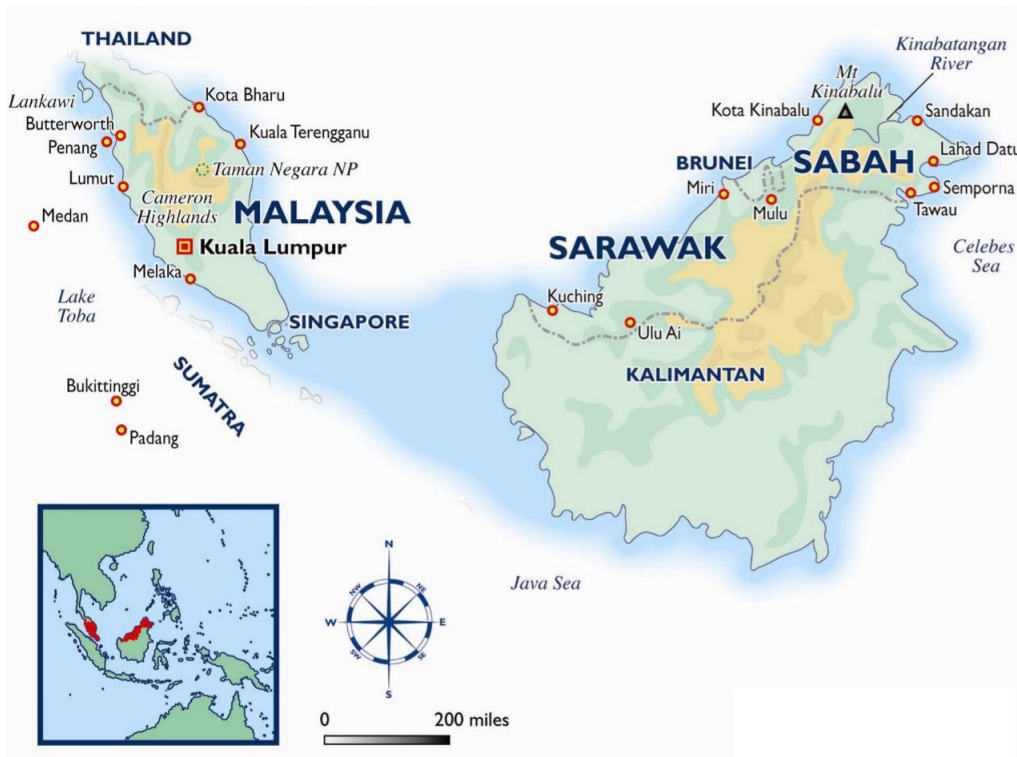 THAILAND
Lankawi
Kota Bharu
Butterworth
Penang
Kuala Terengganu
Taman Negara NP
Lumut
Cameron
Highlands
MALAYSIA
Medan
Kuala Lumpur
Melaka
Lake
Toba
SINGAPORE
SUMATRA
Bukittinggi
Padang
Kinabatangan
River
Mt
Kinabalu
Kota Kinabalu
Sandakan
BRUNEI
SABAH
Lahad Datu
Miri
Semporna
Mulu
Tawau
SARAWAK
Celebes
Sea
Kuching
Ulu Ai
KALIMANTAN
Java Sea
N
NW
NE
W
E
SW
SE
S
0
200 miles